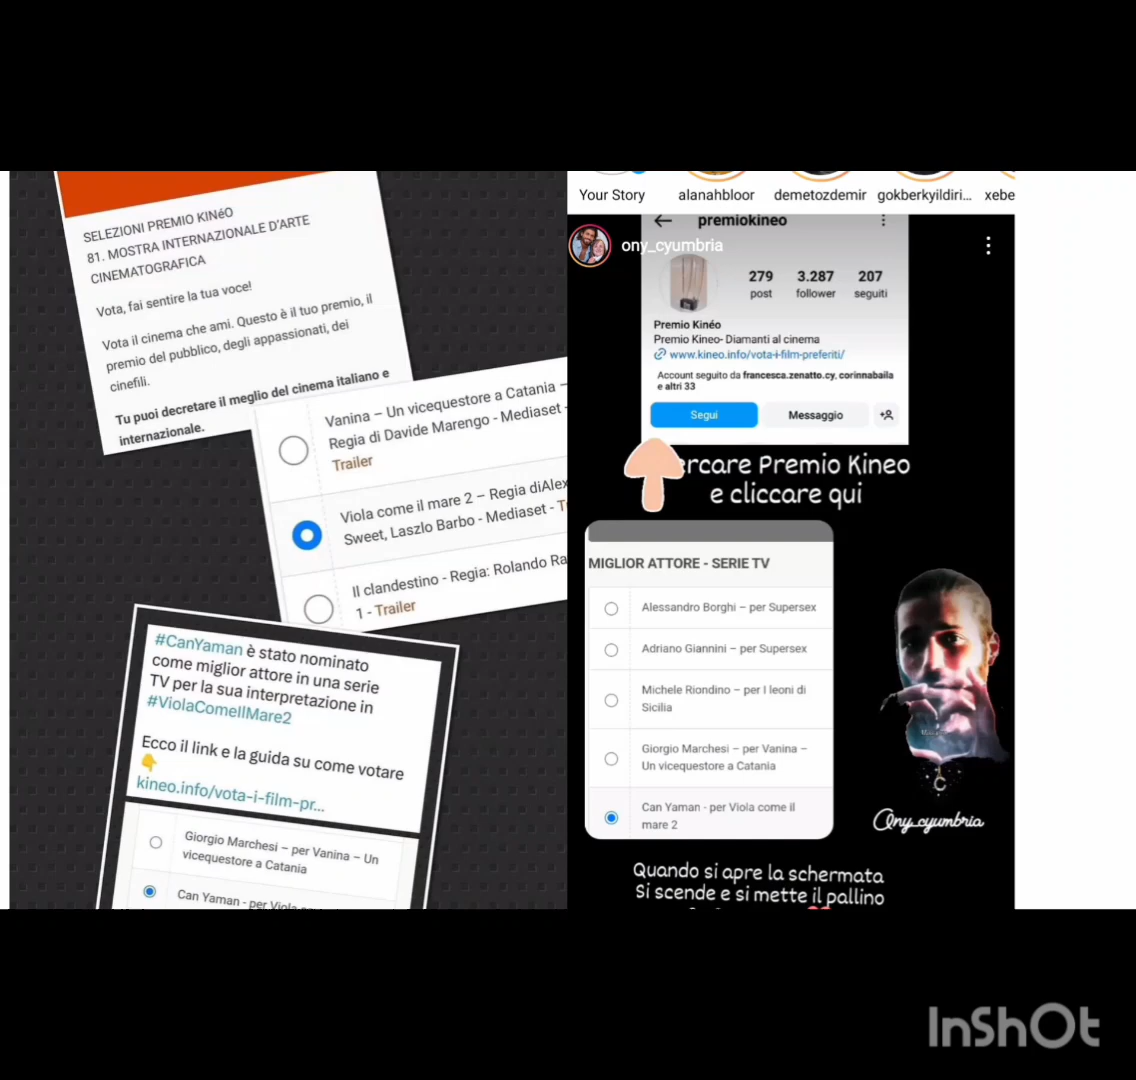 SELEZIONI PREMIO KINéO
81. MOSTRA INTERNAZIONALE D'ARTE
CINEMATOGRAFICA
Vota, fai sentire la tua voce!
Vota il cinema che ami. Questo è il tuo premio, il
premio del pubblico, degli appassionati, dei
cinefili.
Tu puoi decretare il meglio del cinema italiano e
internazionale.
Vanina – Un vicequestore a Catania –
Regia di Davide Marengo - Mediaset -
Trailer
Viola come il mare 2 – Regia diAlex
Sweet, Laszlo Barbo - Mediaset -
Il clandestino - Regia: Rolando Ra
1 - Trailer
#CanYaman è stato nominato
come miglior attore in una serie
TV per la sua interpretazione in
#ViolaComeIlMare2
Ecco il link e la guida su come votare
kineo.info/vota-i-film-pr...
Giorgio Marchesi – per Vanina – Un
vicequestore a Catania
Can Yaman - per Viola
Your Story
alanahbloor
demetozdemir
gokberkyildiri...
xebe
premiokineo
ony_cyumbria
279 3.287 207
post follower seguiti
Premio Kinéo
Premio Kineo- Diamanti al cinema
www.kineo.info/vota-i-film-preferiti/
Account seguito da francesca.zenatto.cy, corinnabaila
e altri 33
Segui
Messaggio
rcare Premio Kineo
e cliccare qui
MIGLIOR ATTORE - SERIE TV
Alessandro Borghi – per Supersex
Adriano Giannini – per Supersex
Michele Riondino – per I leoni di
Sicilia
Giorgio Marchesi – per Vanina –
Un vicequestore a Catania
Can Yaman - per Viola come il
mare 2
Ony_cyumbria
Quando si apre la schermata
Si scende e si mette il pallino
InShOt